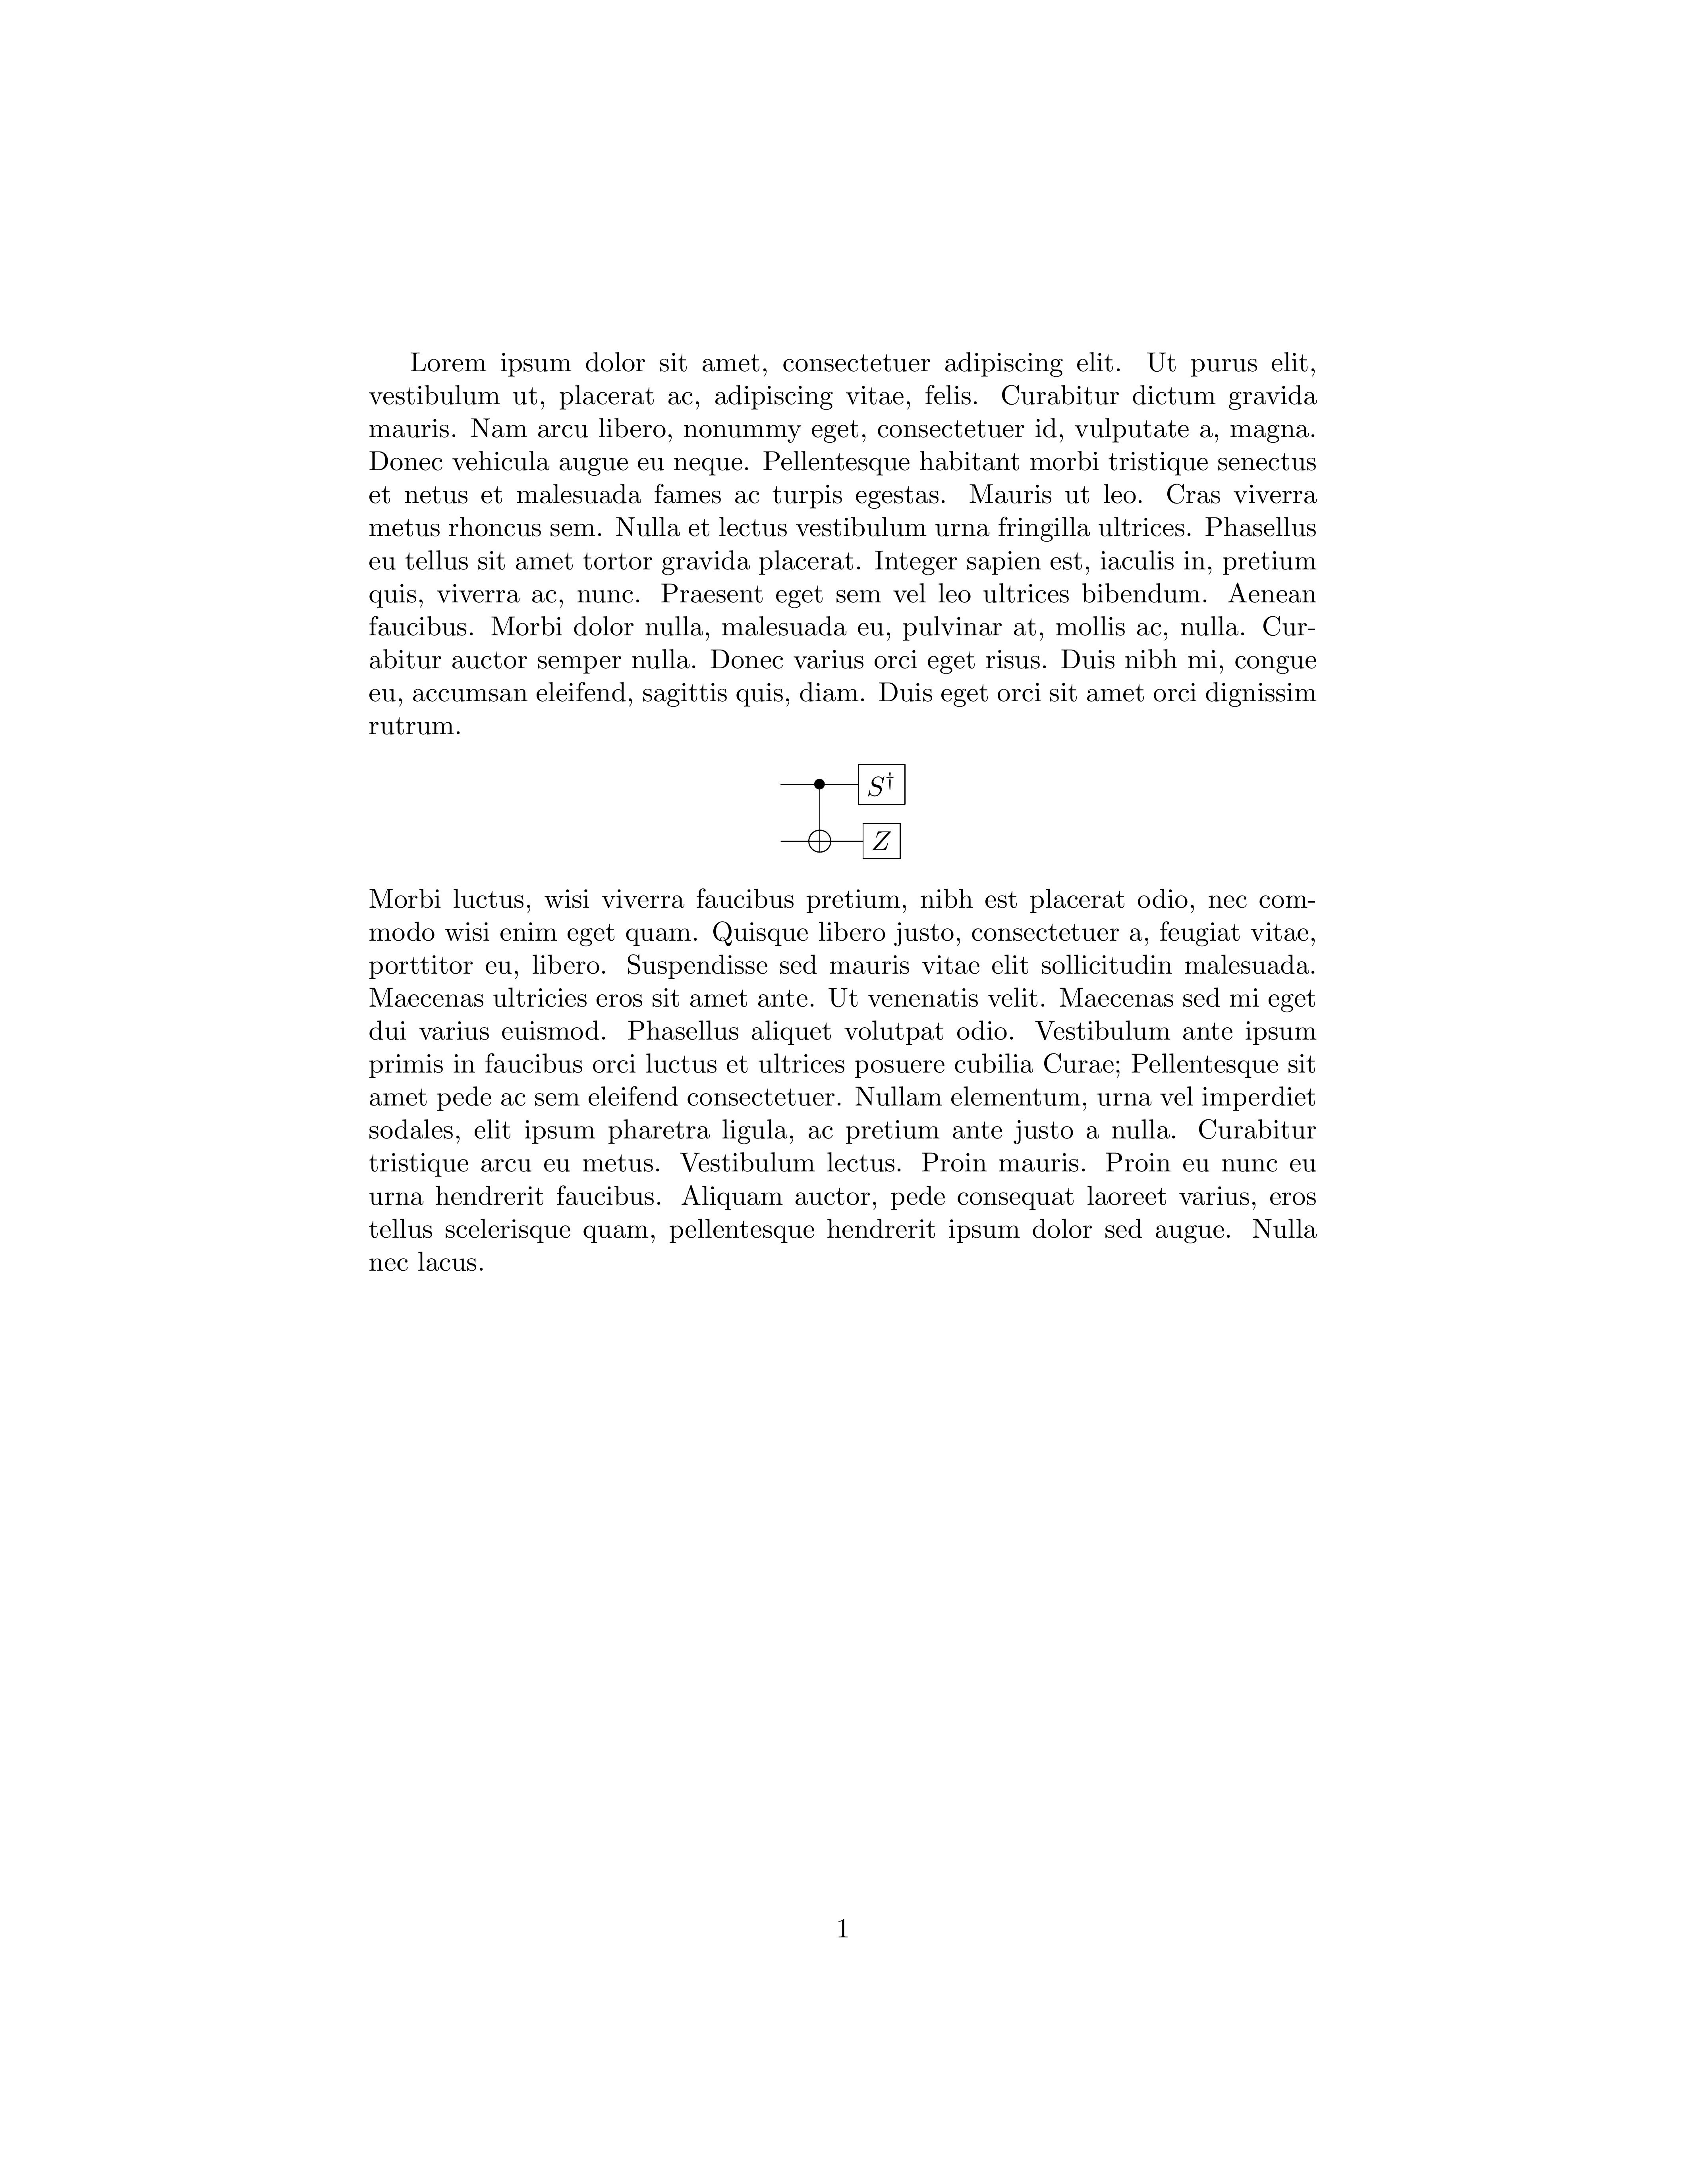 Lorem ipsum dolor sit amet, consectetuer adipiscing elit. Ut purus elit,
vestibulum ut, placerat ac, adipiscing vitae, felis. Curabitur dictum gravida
mauris. Nam arcu libero, nonummy eget, consectetuer id, vulputate a, magna.
Donec vehicula augue eu neque. Pellentesque habitant morbi tristique senectus
et netus et malesuada fames ac turpis egestas. Mauris ut leo. Cras viverra
metus rhoncus sem. Nulla et lectus vestibulum urna fringilla ultrices. Phasellus
eu tellus sit amet tortor gravida placerat. Integer sapien est, iaculis in, pretium
quis, viverra ac, nunc. Praesent eget sem vel leo ultrices bibendum. Aenean
faucibus. Morbi dolor nulla, malesuada eu, pulvinar at, mollis ac, nulla. Cur-
abitur auctor semper nulla. Donec varius orci eget risus. Duis nibh mi, congue
eu, accumsan eleifend, sagittis quis, diam. Duis eget orci sit amet orci dignissim
rutrum.
S†
Z
Morbi luctus, wisi viverra faucibus pretium, nibh est placerat odio, nec com-
modo wisi enim eget quam. Quisque libero justo, consectetuer a, feugiat vitae,
porttitor eu, libero. Suspendisse sed mauris vitae elit sollicitudin malesuada.
Maecenas ultricies eros sit amet ante. Ut venenatis velit. Maecenas sed mi eget
dui varius euismod. Phasellus aliquet volutpat odio. Vestibulum ante ipsum
primis in faucibus orci luctus et ultrices posuere cubilia Curae; Pellentesque sit
amet pede ac sem eleifend consectetuer. Nullam elementum, urna vel imperdiet
sodales, elit ipsum pharetra ligula, ac pretium ante justo a nulla. Curabitur
tristique arcu eu metus. Vestibulum lectus. Proin mauris. Proin eu nunc eu
urna hendrerit faucibus. Aliquam auctor, pede consequat laoreet varius, eros
tellus scelerisque quam, pellentesque hendrerit ipsum dolor sed augue. Nulla
nec lacus.
1